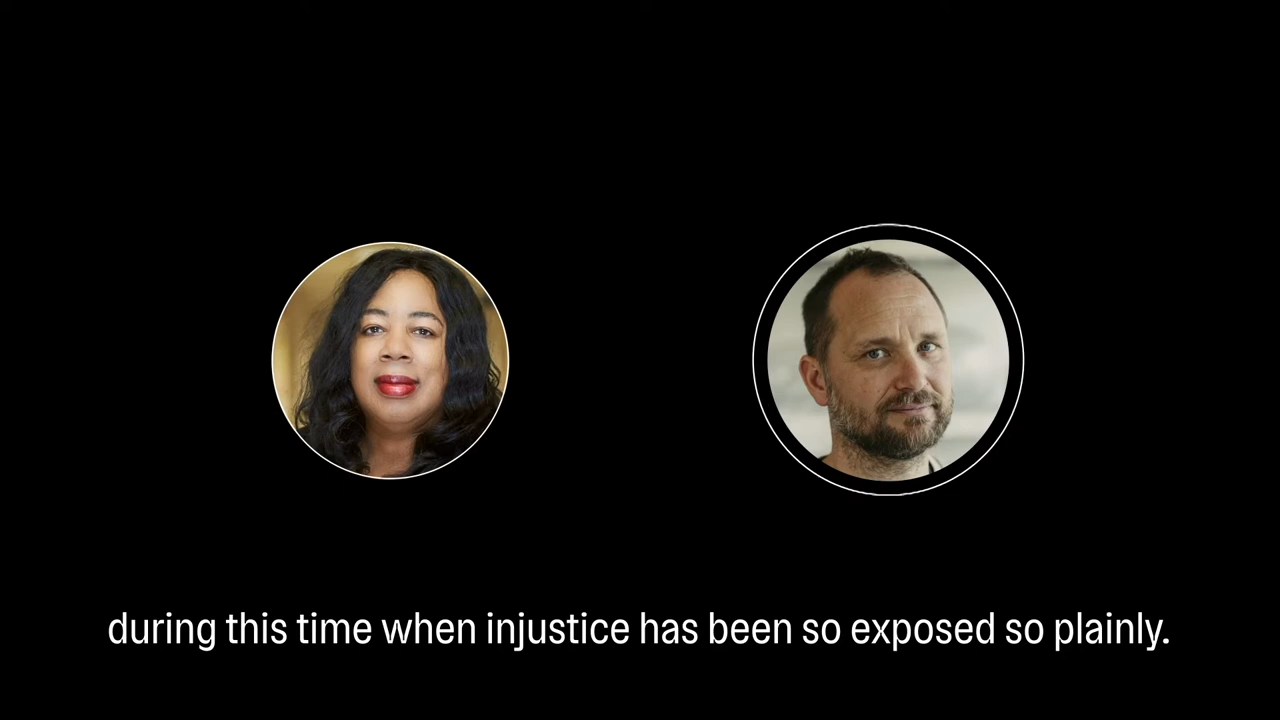 during this time when injustice has been so exposed so plainly.